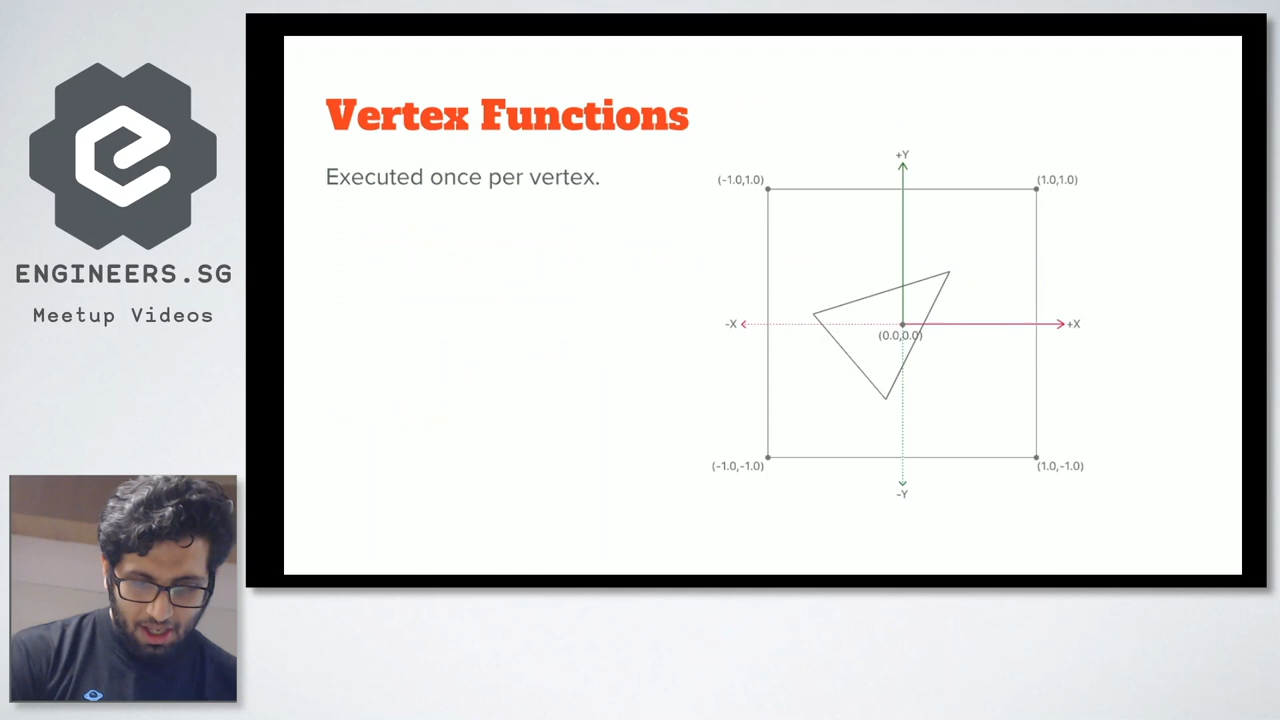 ENGINEERS.SG
Meetup Videos
Vertex Functions
Executed once per vertex.
+Y
(-1.0,1.0)
(1.0,1.0)
-X
+X
(0.0,0.0)
(-1.0,-1.0)
(1.0,-1.0)
-Y